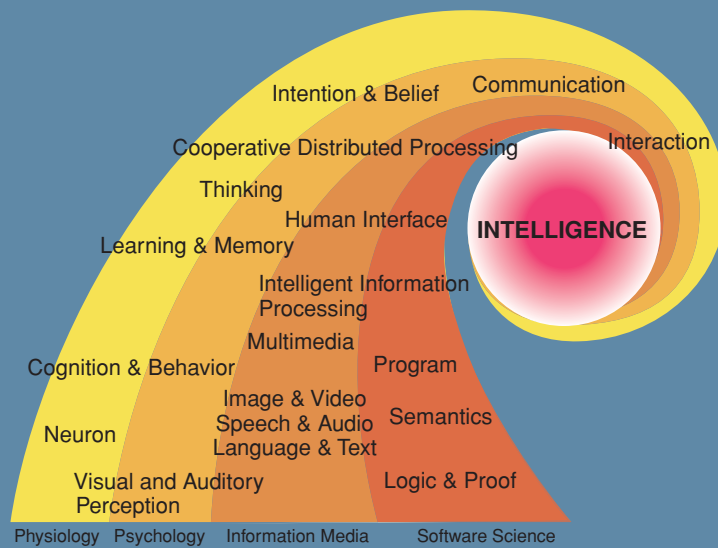 Communication
Intention & Belief
Interaction
Cooperative Distributed Processing
Thinking
Human Interface
INTELLIGENCE
Learning & Memory
Intelligent Information
Processing
Multimedia
Program
Cognition & Behavior
Image & Video
Speech & Audio
Language & Text
Semantics
Neuron
Visual and Auditory
Perception
Logic & Proof
Physiology Psychology Information Media Software Science